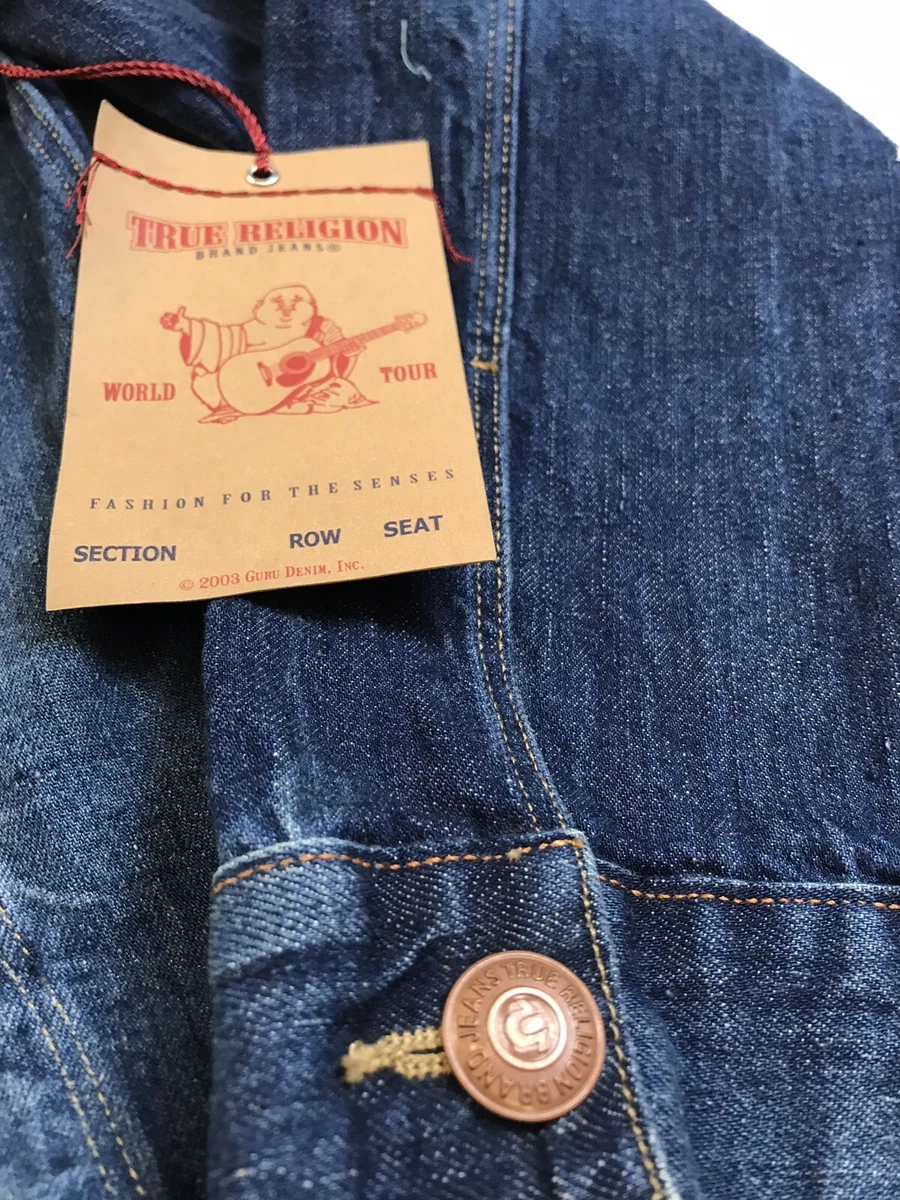 TRUE RELIGION
BRAND JEANS®
WORLD TOUR
FASHION FOR THE SENSES
SECTION ROW SEAT
© 2003 GURU DENIM, INC.
TRUE RELIGION BRAND JEANS